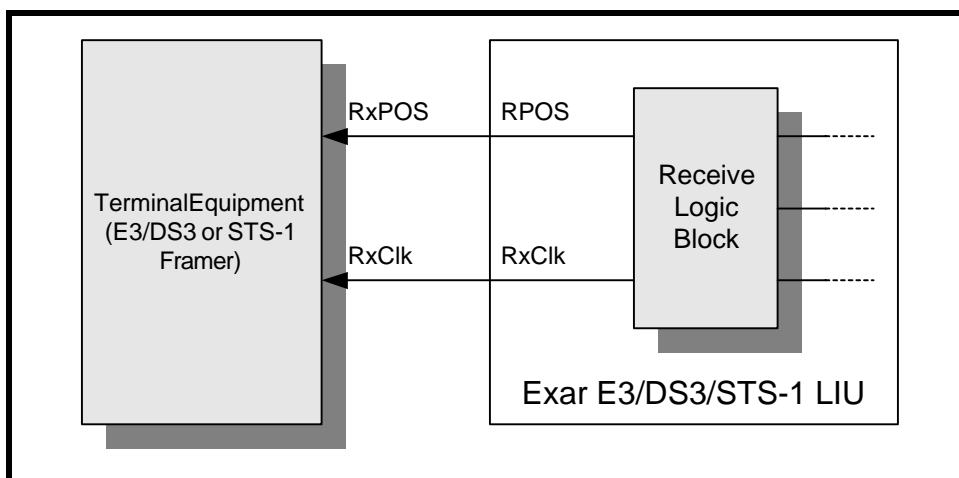 RxPOS
RPOS
TerminalEquipment
(E3/DS3 or STS-1
Framer)
Receive
Logic
Block
RxClk
RxClk
Exar E3/DS3/STS-1 LIU